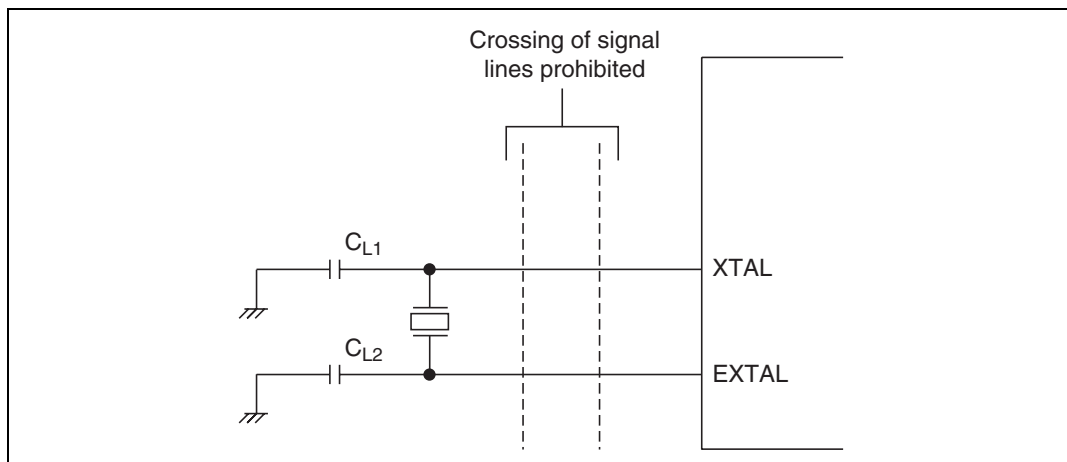 Crossing of signal
lines prohibited
CL1
XTAL
CL2
EXTAL